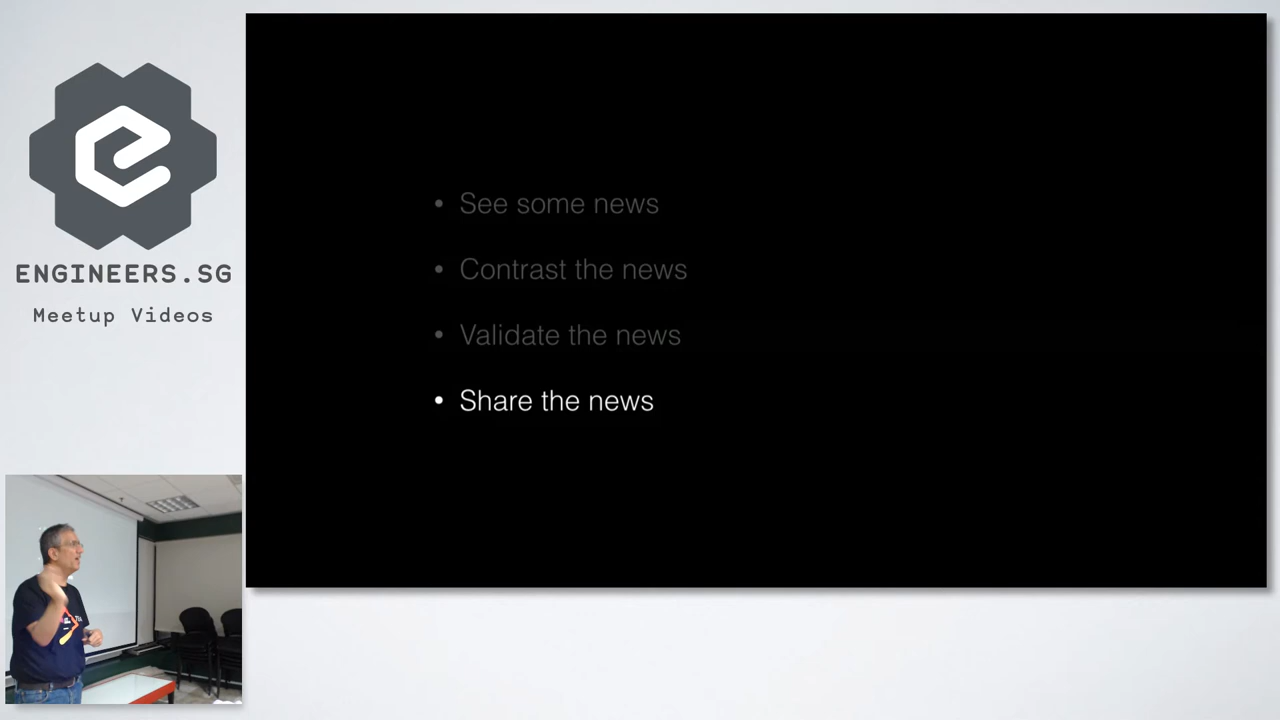 ENGINEERS.SG
Meetup Videos
• See some news
• Contrast the news
• Validate the news
• Share the news